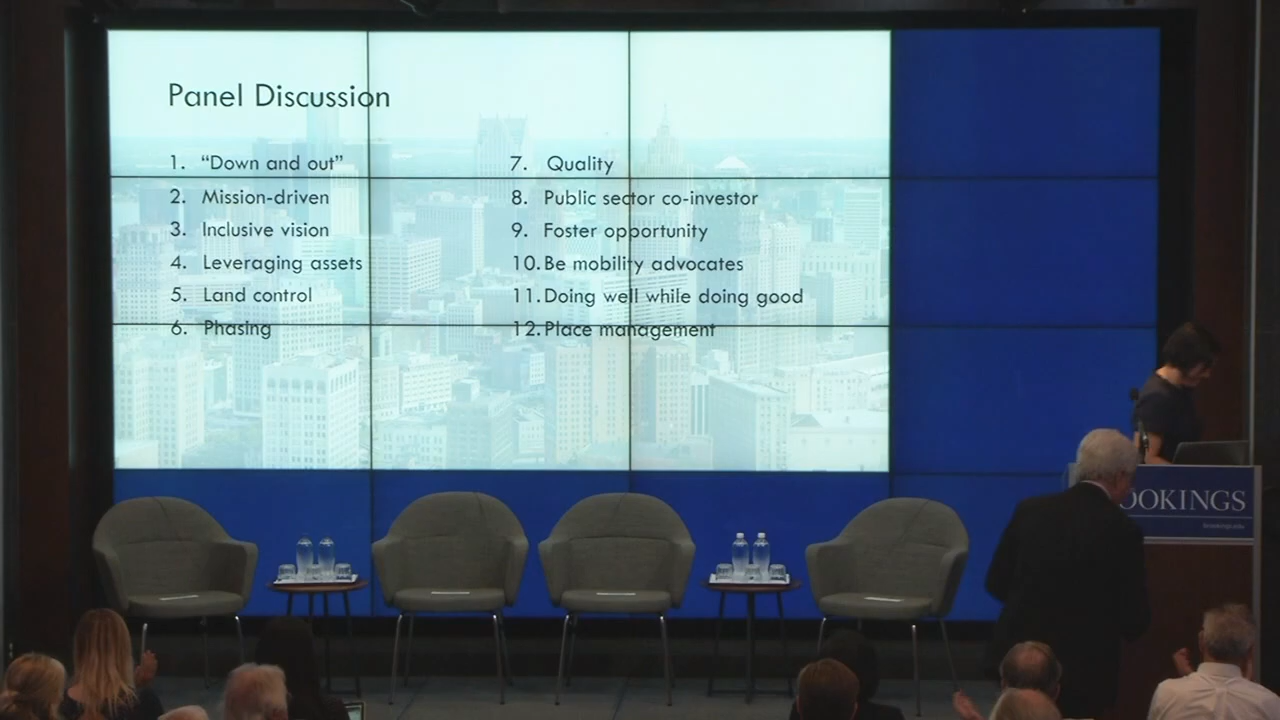 Panel Discussion
1. “Down and out”
2. Mission-driven
3. Inclusive vision
4. Leveraging assets
5. Land control
6. Phasing
7. Quality
8. Public sector co-investor
9. Foster opportunity
10. Be mobility advocates
11. Doing well while doing good
12. Place management
OOKINGS